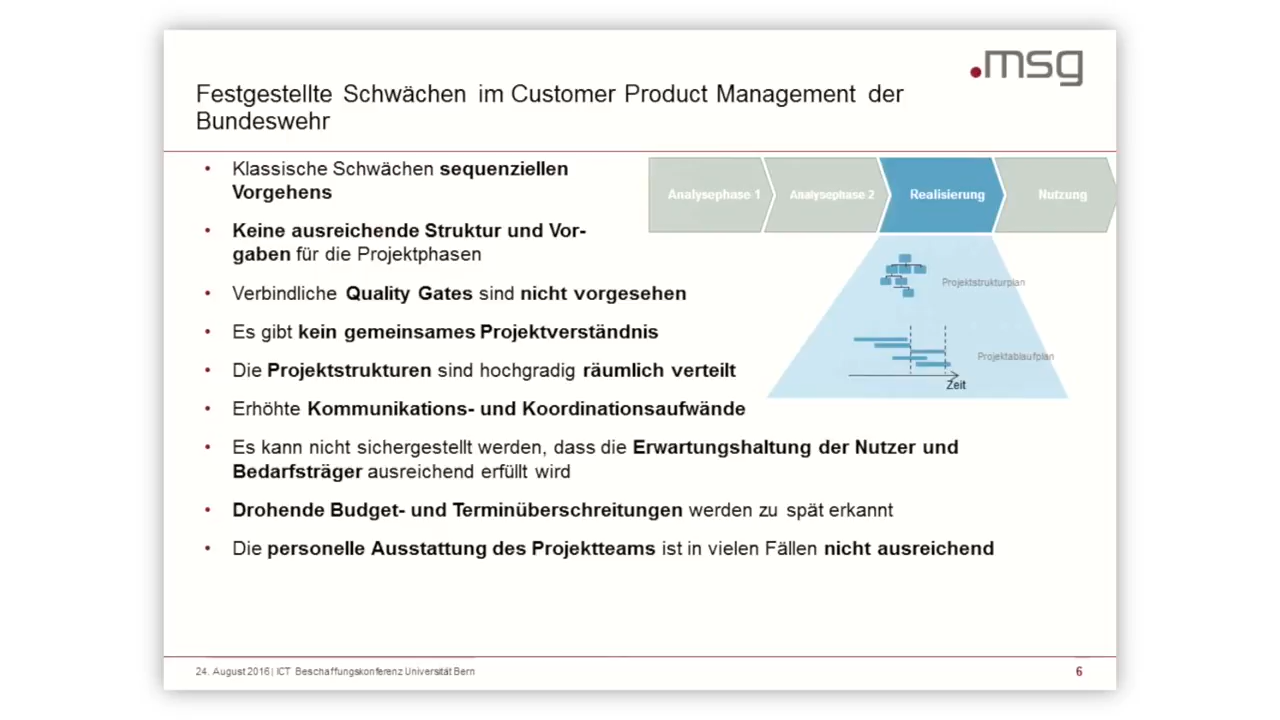 .msg
Festgestellte Schwächen im Customer Product Management der
Bundeswehr
• Klassische Schwächen sequenziellen
Vorgehens
• Keine ausreichende Struktur und Vor-
gaben für die Projektphasen
• Verbindliche Quality Gates sind nicht vorgesehen
• Es gibt kein gemeinsames Projektverständnis
• Die Projektstrukturen sind hochgradig räumlich verteilt
• Erhöhte Kommunikations- und Koordinationsaufwände
• Es kann nicht sichergestellt werden, dass die Erwartungshaltung der Nutzer und
Bedarfsträger ausreichend erfüllt wird
• Drohende Budget- und Terminüberschreitungen werden zu spät erkannt
• Die personelle Ausstattung des Projektteams ist in vielen Fällen nicht ausreichend
Analysephase 1
Analysephase 2
Realisierung
Nutzung
Projektstrukturplan
Projektablaufplan
Zeit
24. August 2016 | ICT Beschaffungskonferenz Universität Bern
6